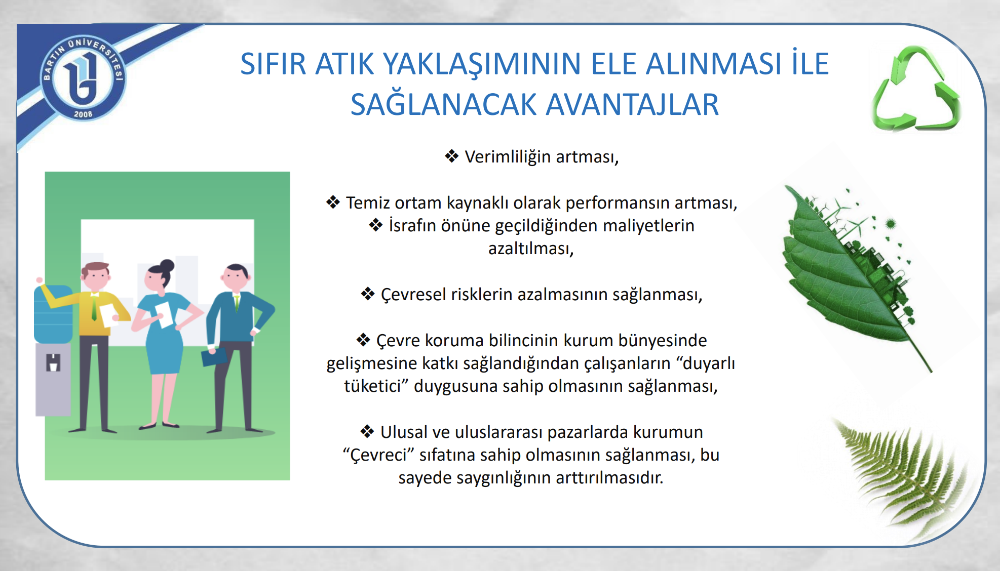 BARTIN ÜNİVERSİTESİ
2008
SIFIR ATIK YAKLAŞIMININ ELE ALINMASI İLE
SAĞLANACAK AVANTAJLAR
❖ Verimliliğin artması,
❖ Temiz ortam kaynaklı olarak performansın artması,
❖ İsrafın önüne geçildiğinden maliyetlerin
azaltılması,
❖ Çevresel risklerin azalmasının sağlanması,
❖ Çevre koruma bilincinin kurum bünyesinde
gelişmesine katkı sağlandığından çalışanların “duyarlı
tüketici” duygusuna sahip olmasının sağlanması,
❖ Ulusal ve uluslararası pazarlarda kurumun
“Çevreci” sıfatına sahip olmasının sağlanması, bu
sayede saygınlığının arttırılmasıdır.